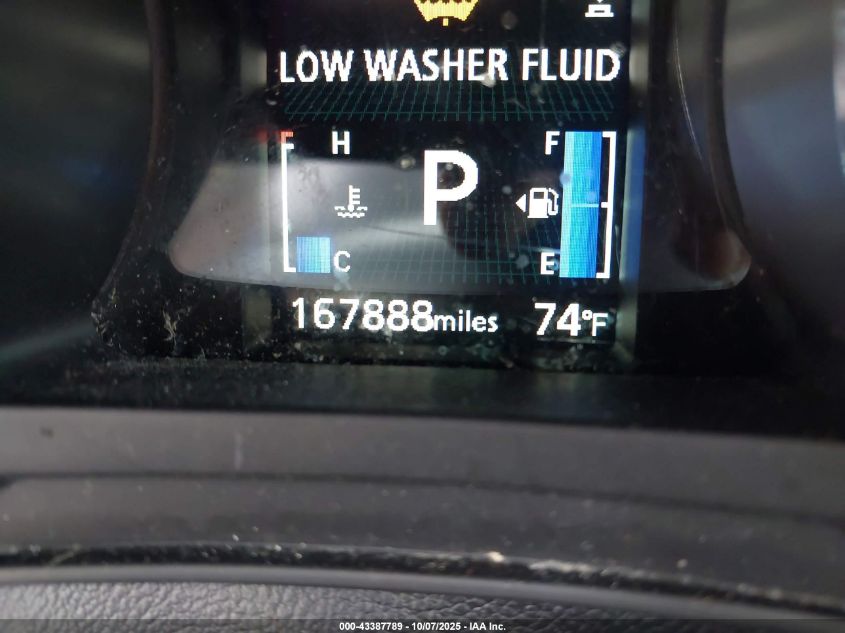 LOW WASHER FLUID
F H P F
C E
167888miles 74°F
000-43387789 - 10/07/2025 - IAA Inc.